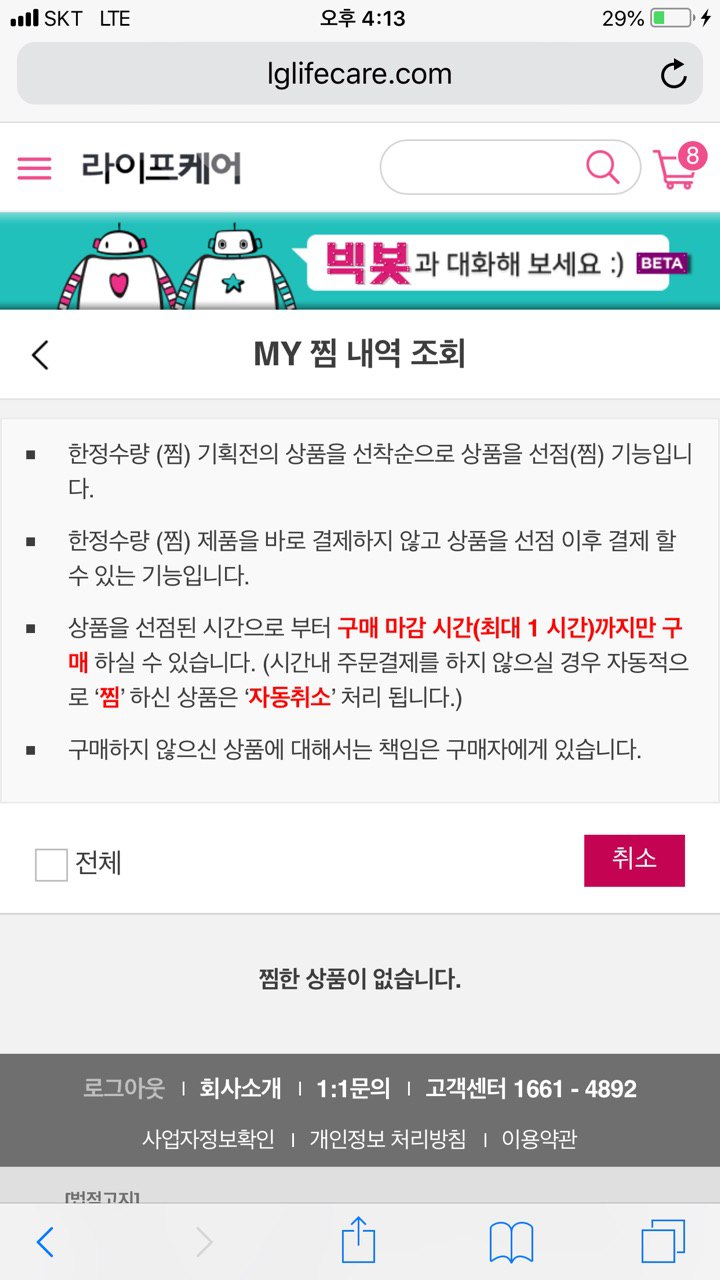 SKT LTE 오후 4:13 29%
lglifecare.com
라이프케어 8
빅봇과 대화해 보세요 :) BETA
MY 찜 내역 조회
▪ 한정수량 (찜) 기획전의 상품을 선착순으로 상품을 선점(찜) 기능입니
다.
▪ 한정수량 (찜) 제품을 바로 결제하지 않고 상품을 선점 이후 결제 할
수 있는 기능입니다.
▪ 상품을 선점된 시간으로 부터 구매 마감 시간(최대 1 시간)까지만 구
매 하실 수 있습니다. (시간내 주문결제를 하지 않으실 경우 자동적으
로 ‘찜’ 하신 상품은 ‘자동취소’ 처리 됩니다.)
▪ 구매하지 않으신 상품에 대해서는 책임은 구매자에게 있습니다.
전체 취소
찜한 상품이 없습니다.
로그아웃 | 회사소개 | 1:1문의 | 고객센터 1661 - 4892
사업자정보확인 | 개인정보 처리방침 | 이용약관
[법적고지]